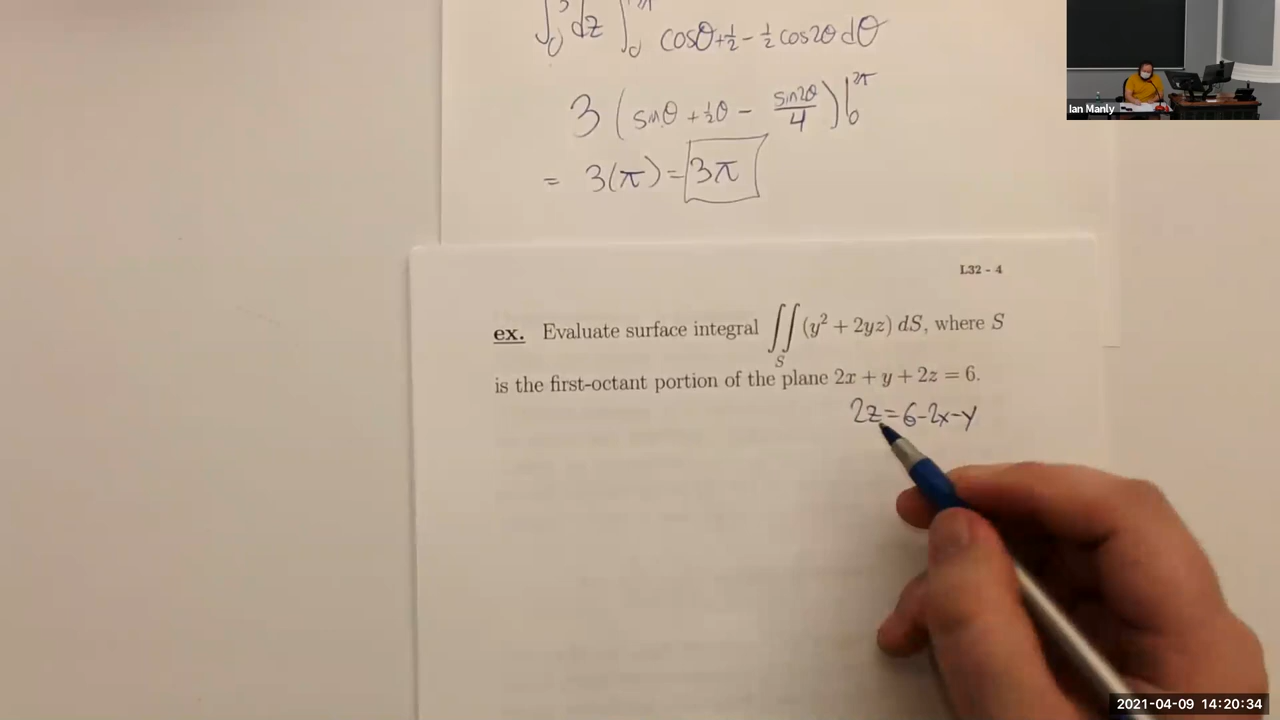 ∫₀³ dz ∫₀^2π cosθ + ½ - ½ cos2θ dθ
3 ( sinθ + ½θ - sin2θ/4 ) |₀^2π
= 3(π) = 3π
Ian Manly
L32 - 4
ex. Evaluate surface integral ∬_S (y² + 2yz) dS, where S
is the first-octant portion of the plane 2x + y + 2z = 6.
2z = 6-2x-y
2021-04-09 14:20:34